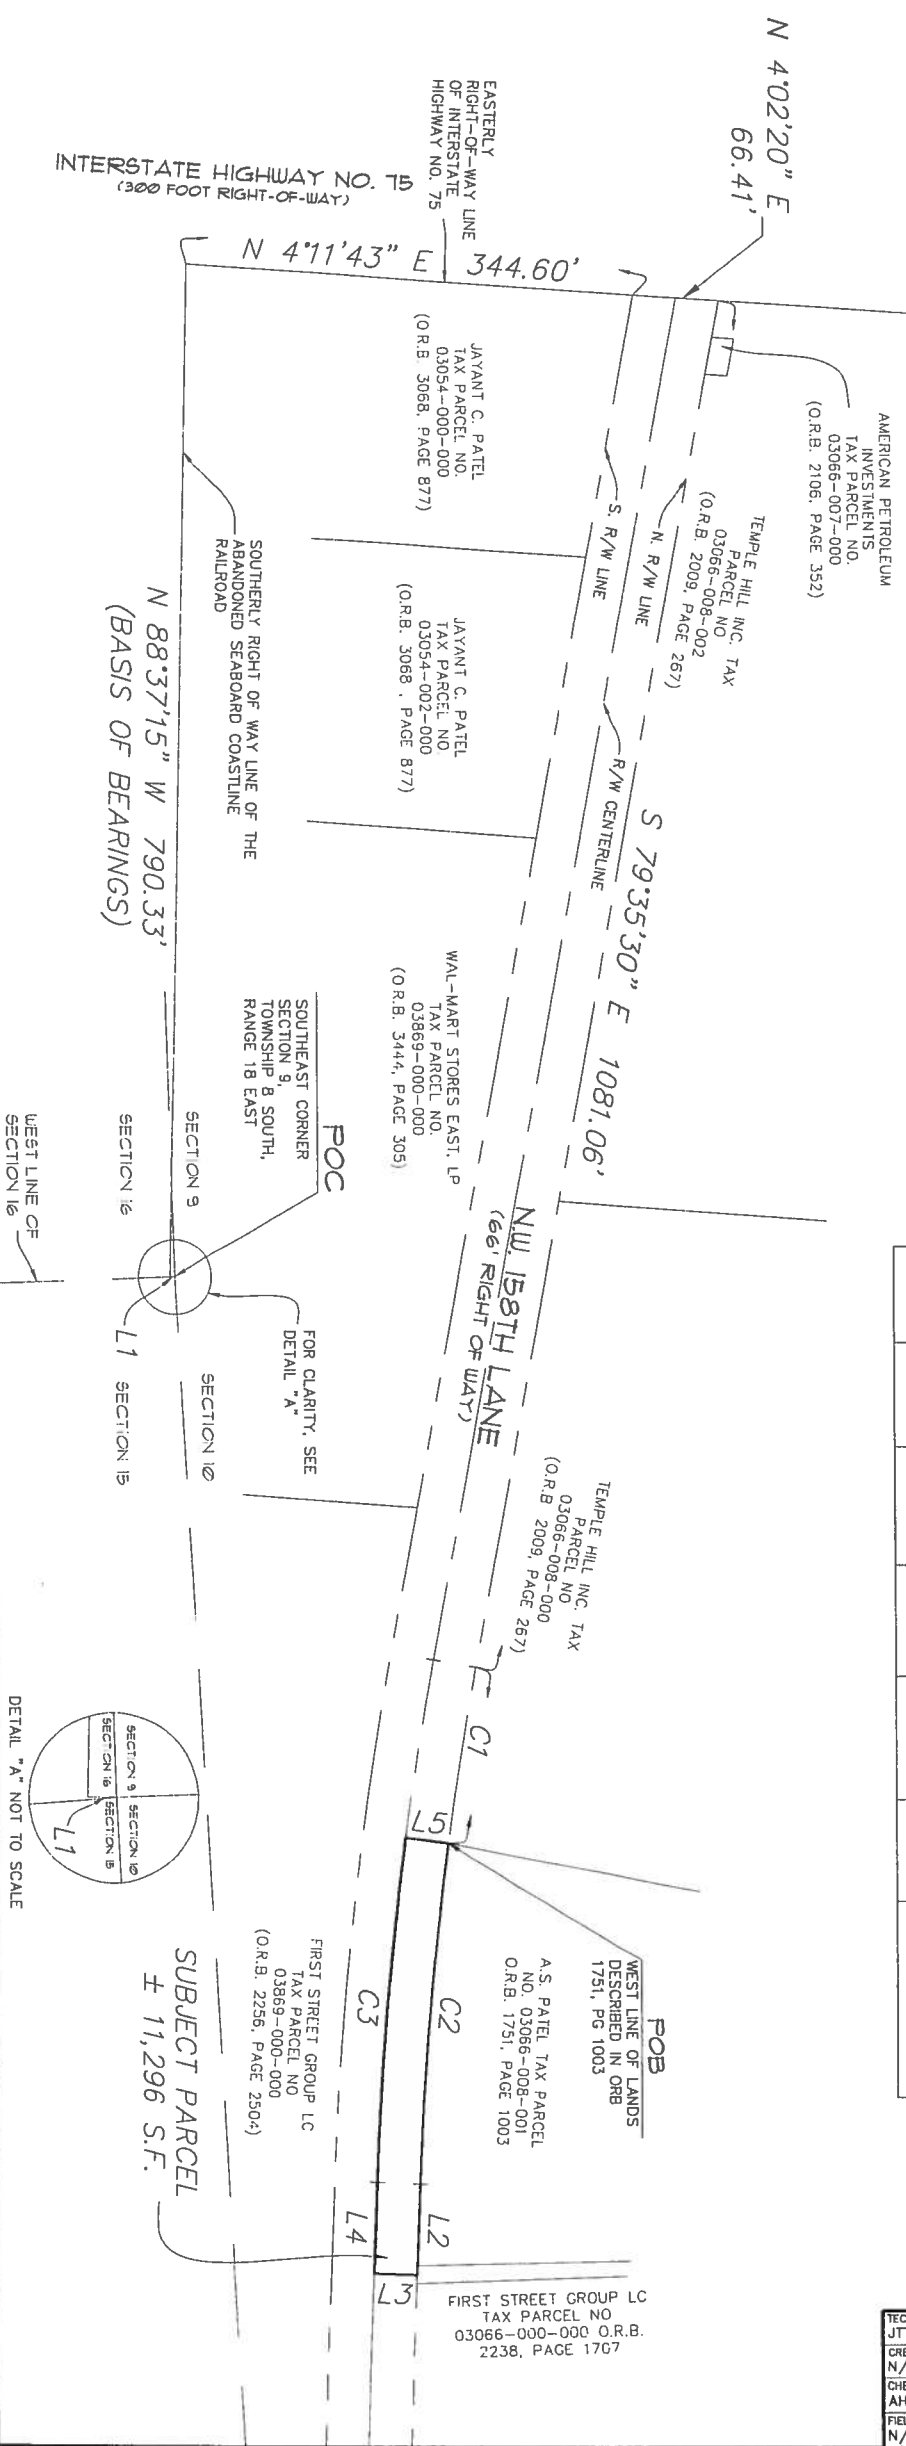 N 4°02'20" E
66.41'
EASTERLY
RIGHT-OF-WAY LINE
OF INTERSTATE
HIGHWAY NO. 75
INTERSTATE HIGHWAY NO. 75
(300 FOOT RIGHT-OF-WAY)
N 4°11'43" E 344.60'
AMERICAN PETROLEUM
INVESTMENTS
TAX PARCEL NO.
03066-007-000
(O.R.B. 2106, PAGE 352)
JAYANT C. PATEL
TAX PARCEL NO.
03054-000-000
(O.R.B. 3068, PAGE 877)
TEMPLE HILL INC. TAX
PARCEL NO
03066-008-002
(O.R.B. 2009, PAGE 267)
S. R/W LINE
N. R/W LINE
R/W CENTERLINE
SOUTHERLY RIGHT OF WAY LINE OF THE
ABANDONED SEABOARD COASTLINE
RAILROAD
JAYANT C. PATEL
TAX PARCEL NO.
03054-002-000
(O.R.B. 3068, PAGE 877)
N 88°37'15" W 790.33'
(BASIS OF BEARINGS)
S 79°35'30" E 1081.06'
WAL-MART STORES EAST, LP
TAX PARCEL NO.
03869-000-000
(O.R.B. 3444, PAGE 305)
POC
SOUTHEAST CORNER
SECTION 9,
TOWNSHIP 8 SOUTH,
RANGE 18 EAST
SECTION 9
SECTION 16
WEST LINE OF
SECTION 16
N.W. 158TH LANE
(66' RIGHT OF WAY)
FOR CLARITY, SEE
DETAIL "A"
L1
SECTION 15
SECTION 10
TEMPLE HILL INC. TAX
PARCEL NO
03066-008-000
(O.R.B 2009, PAGE 267)
C1
L5
SECTION 9
SECTION 10
SECTION 16
SECTION 15
L1
DETAIL "A" NOT TO SCALE
POB
WEST LINE OF LANDS
DESCRIBED IN ORB
1751, PG 1003
A.S. PATEL TAX PARCEL
NO. 03066-008-001
O.R.B. 1751, PAGE 1003
C2
C3
FIRST STREET GROUP LC
TAX PARCEL NO
03869-000-000
(O.R.B. 2256, PAGE 2504)
SUBJECT PARCEL
± 11,296 S.F.
L2
L4
L3
FIRST STREET GROUP LC
TAX PARCEL NO
03066-000-000 O.R.B.
2238, PAGE 1707
JT
N/
AH
N/